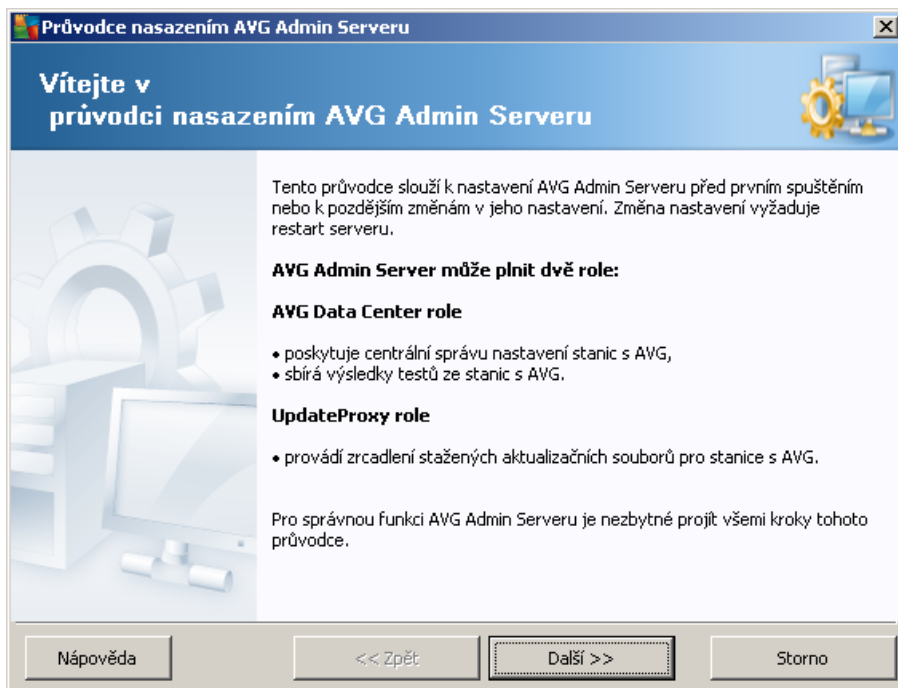 Průvodce nasazením AVG Admin Serveru
Vítejte v
průvodci nasazením AVG Admin Serveru
Tento průvodce slouží k nastavení AVG Admin Serveru před prvním spuštěním
nebo k pozdějším změnám v jeho nastavení. Změna nastavení vyžaduje
restart serveru.
AVG Admin Server může plnit dvě role:
AVG Data Center role
• poskytuje centrální správu nastavení stanic s AVG,
• sbírá výsledky testů ze stanic s AVG.
UpdateProxy role
• provádí zrcadlení stažených aktualizačních souborů pro stanice s AVG.
Pro správnou funkci AVG Admin Serveru je nezbytné projít všemi kroky tohoto
průvodce.
Nápověda
<< Zpět
Další >>
Storno